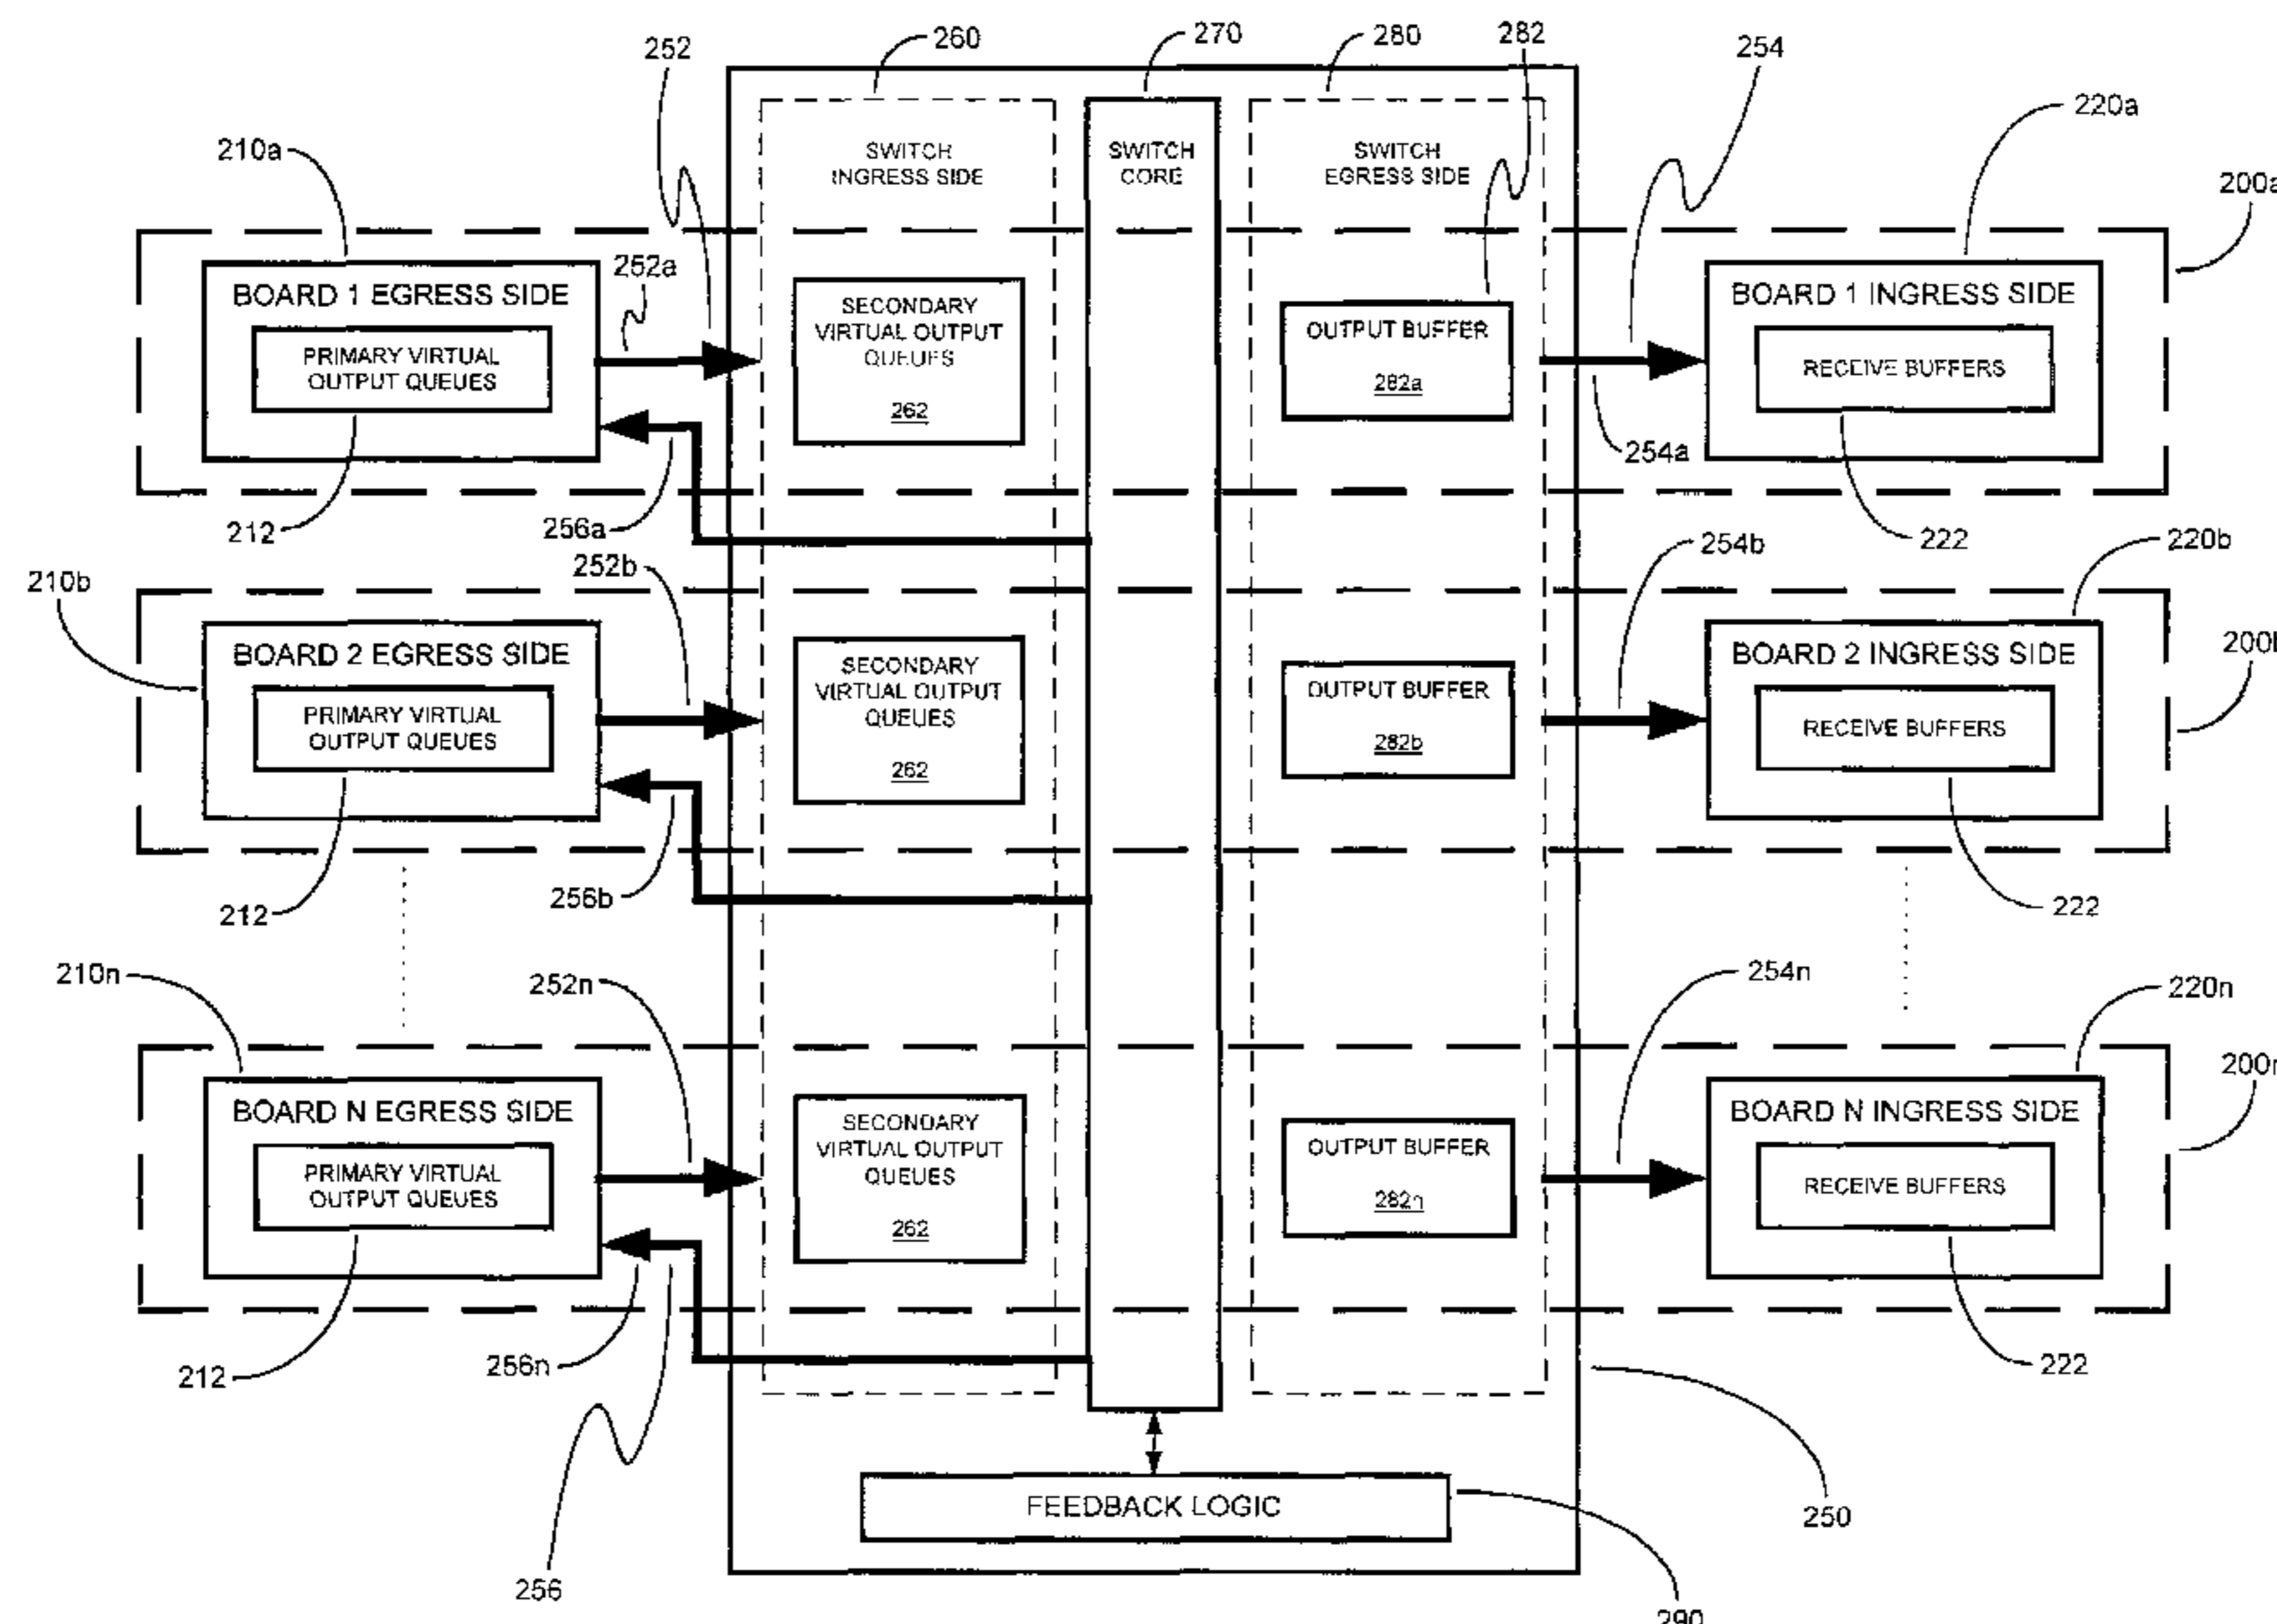 252
260
270
280
282
254
220a
210a
200a
SWITCH
INGRESS SIDE
SWITCH
CORE
SWITCH
EGRESS SIDE
252a
BOARD 1 EGRESS SIDE
PRIMARY VIRTUAL
OUTPUT QUEUES
SECONDARY
VIRTUAL OUTPUT
QUEUES
262
OUTPUT BUFFER
282a
BOARD 1 INGRESS SIDE
RECEIVE BUFFERS
254a
212
256a
222
254b
220b
252b
210b
200b
BOARD 2 EGRESS SIDE
PRIMARY VIRTUAL
OUTPUT QUEUES
SECONDARY
VIRTUAL OUTPUT
QUEUES
262
OUTPUT BUFFER
282b
BOARD 2 INGRESS SIDE
RECEIVE BUFFERS
212
256b
222
210n
252n
254n
220n
200n
BOARD N EGRESS SIDE
PRIMARY VIRTUAL
OUTPUT QUEUES
SECONDARY
VIRTUAL OUTPUT
QUEUES
262
OUTPUT BUFFER
282n
BOARD N INGRESS SIDE
RECEIVE BUFFERS
212
256n
222
FEEDBACK LOGIC
250
256
290